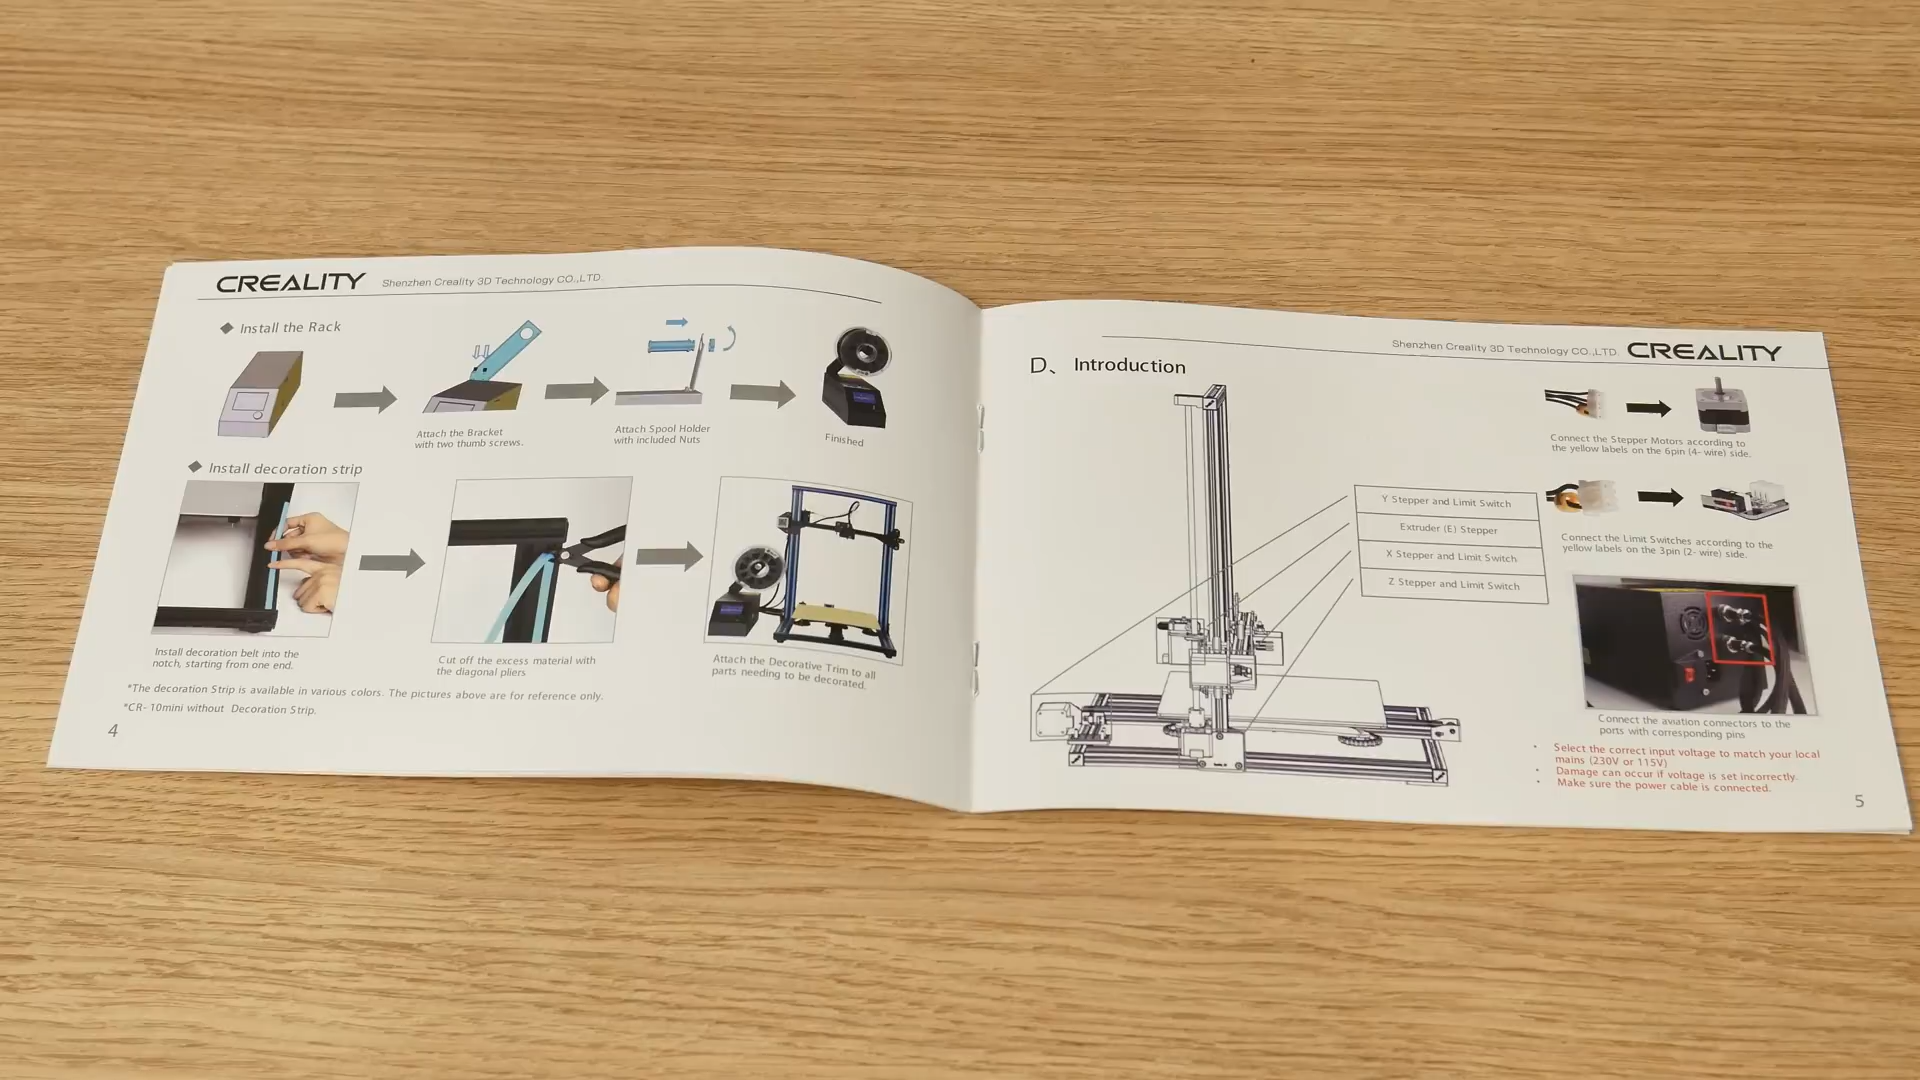 CREALITY Shenzhen Creality 3D Technology CO.,LTD.
Install the Rack
Attach the Bracket
with two thumb screws.
Attach Spool Holder
with included Nuts
Finished
Install decoration strip
Install decoration belt into the
notch, starting from one end.
Cut off the excess material with
the diagonal pliers
Attach the Decorative Trim to all
parts needing to be decorated.
*The decoration Strip is available in various colors. The pictures above are for reference only.
*CR-10mini without Decoration Strip.
4
Shenzhen Creality 3D Technology CO.,LTD. CREALITY
D、 Introduction
Y Stepper and Limit Switch
Extruder (E) Stepper
X Stepper and Limit Switch
Z Stepper and Limit Switch
Connect the Stepper Motors according to
the yellow labels on the 6pin (4- wire) side.
Connect the Limit Switches according to the
yellow labels on the 3pin (2- wire) side.
Connect the aviation connectors to the
ports with corresponding pins
• Select the correct input voltage to match your local
mains (230V or 115V)
• Damage can occur if voltage is set incorrectly.
• Make sure the power cable is connected.
5